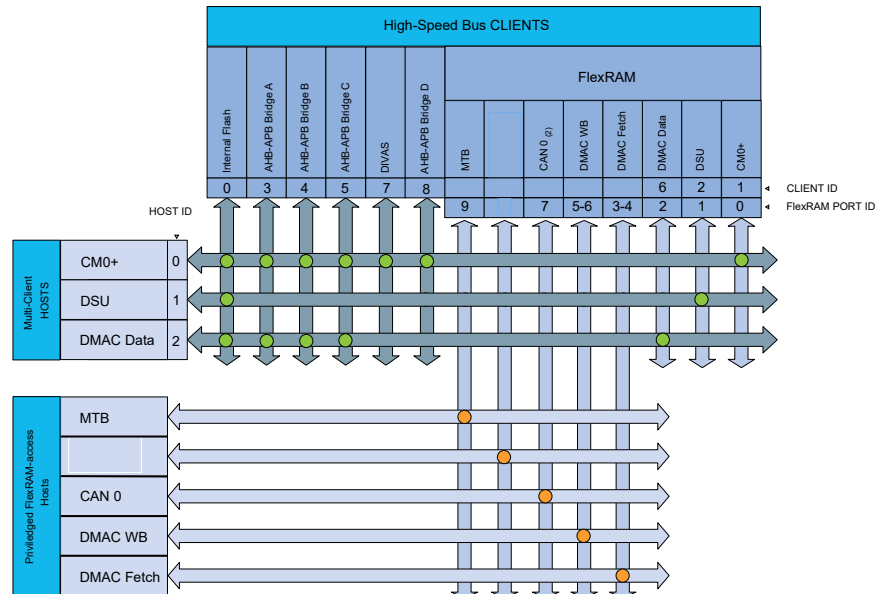 High-Speed Bus CLIENTS
FlexRAM
Internal Flash
AHB-APB Bridge A
AHB-APB Bridge B
AHB-APB Bridge C
DIVAS
AHB-APB Bridge D
MTB
CAN 0 (2)
DMAC WB
DMAC Fetch
DMAC Data
DSU
CM0+
0 3 4 5 7 8 6 2 1 CLIENT ID
9 7 5-6 3-4 2 1 0 FlexRAM PORT ID
HOST ID
Multi-Client
HOSTS
CM0+ 0
DSU 1
DMAC Data 2
Priviledged FlexRAM-access
Hosts
MTB
CAN 0
DMAC WB
DMAC Fetch